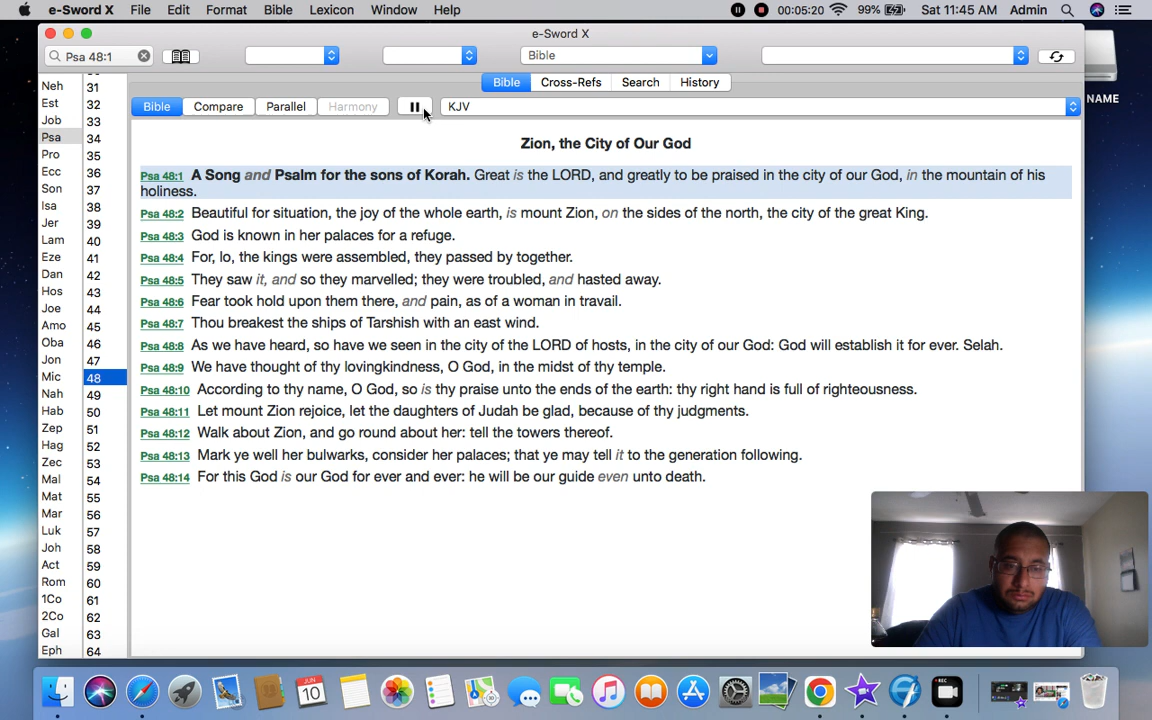 e-Sword X File Edit Format Bible Lexicon Window Help 00:05:20 99% Sat 11:45 AM Admin
e-Sword X
Psa 48:1 Bible
Bible Cross-Refs Search History
Bible Compare Parallel Harmony KJV
NAME
Neh 31
Est 32
Job 33
Psa 34
Pro 35
Ecc 36
Son 37
Isa 38
Jer 39
Lam 40
Eze 41
Dan 42
Hos 43
Joe 44
Amo 45
Oba 46
Jon 47
Mic 48
Nah 49
Hab 50
Zep 51
Hag 52
Zec 53
Mal 54
Mat 55
Mar 56
Luk 57
Joh 58
Act 59
Rom 60
1Co 61
2Co 62
Gal 63
Eph 64
Zion, the City of Our God
Psa 48:1 A Song and Psalm for the sons of Korah. Great is the LORD, and greatly to be praised in the city of our God, in the mountain of his
holiness.
Psa 48:2 Beautiful for situation, the joy of the whole earth, is mount Zion, on the sides of the north, the city of the great King.
Psa 48:3 God is known in her palaces for a refuge.
Psa 48:4 For, lo, the kings were assembled, they passed by together.
Psa 48:5 They saw it, and so they marvelled; they were troubled, and hasted away.
Psa 48:6 Fear took hold upon them there, and pain, as of a woman in travail.
Psa 48:7 Thou breakest the ships of Tarshish with an east wind.
Psa 48:8 As we have heard, so have we seen in the city of the LORD of hosts, in the city of our God: God will establish it for ever. Selah.
Psa 48:9 We have thought of thy lovingkindness, O God, in the midst of thy temple.
Psa 48:10 According to thy name, O God, so is thy praise unto the ends of the earth: thy right hand is full of righteousness.
Psa 48:11 Let mount Zion rejoice, let the daughters of Judah be glad, because of thy judgments.
Psa 48:12 Walk about Zion, and go round about her: tell the towers thereof.
Psa 48:13 Mark ye well her bulwarks, consider her palaces; that ye may tell it to the generation following.
Psa 48:14 For this God is our God for ever and ever: he will be our guide even unto death.
JUN
10
REC